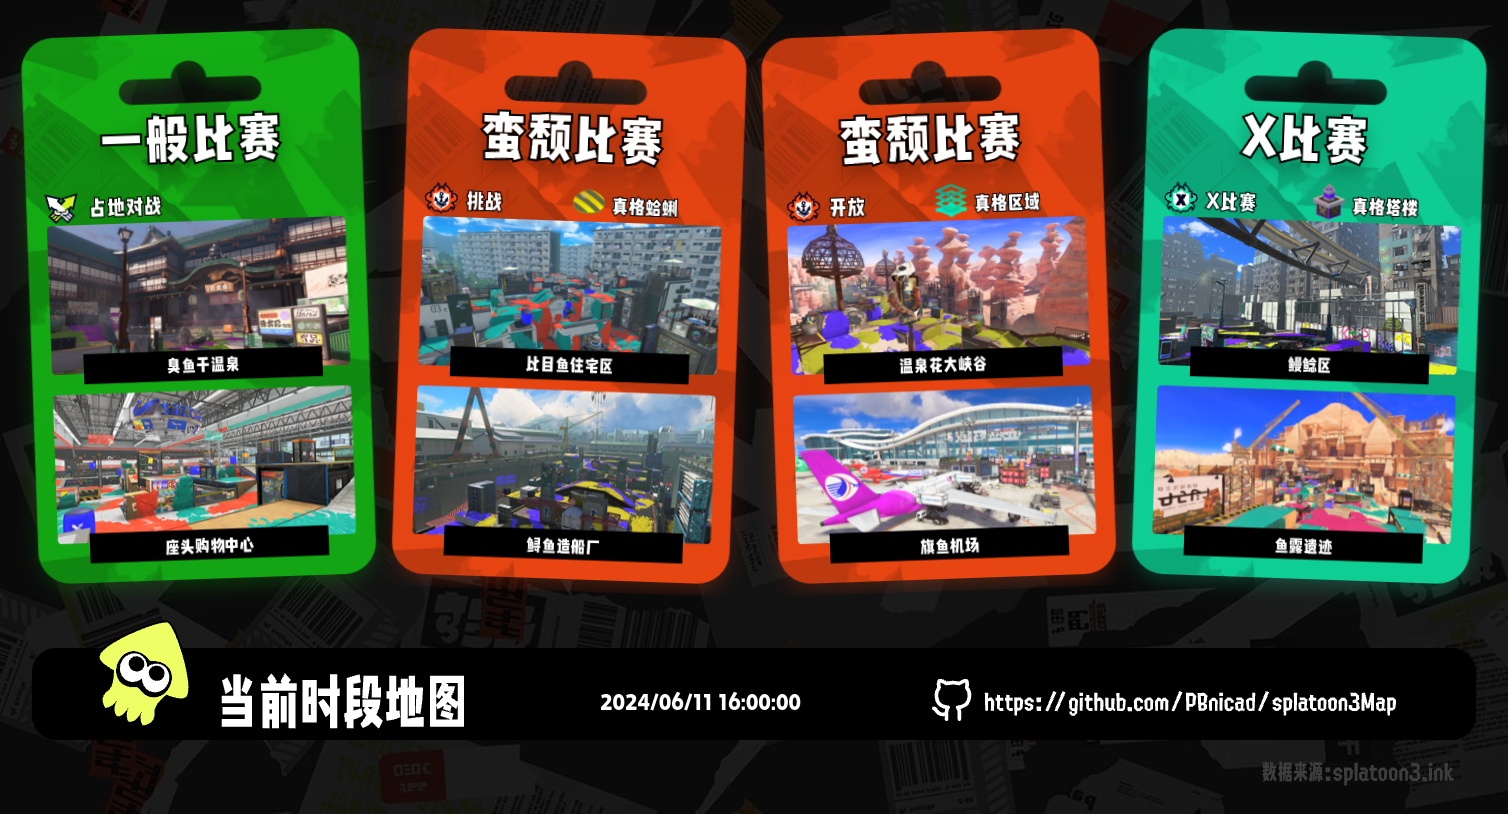 一般比赛
占地对战
臭鱼干温泉
座头购物中心
蛮颓比赛
挑战
真格蛤蜊
比目鱼住宅区
鲟鱼造船厂
蛮颓比赛
开放
真格区域
温泉花大峡谷
旗鱼机场
X比赛
X比赛
真格塔楼
鳗鲶区
鱼露遗迹
当前时段地图
2024/06/11 16:00:00
https://github.com/PBnicad/splatoon3Map
数据来源:splatoon3.ink